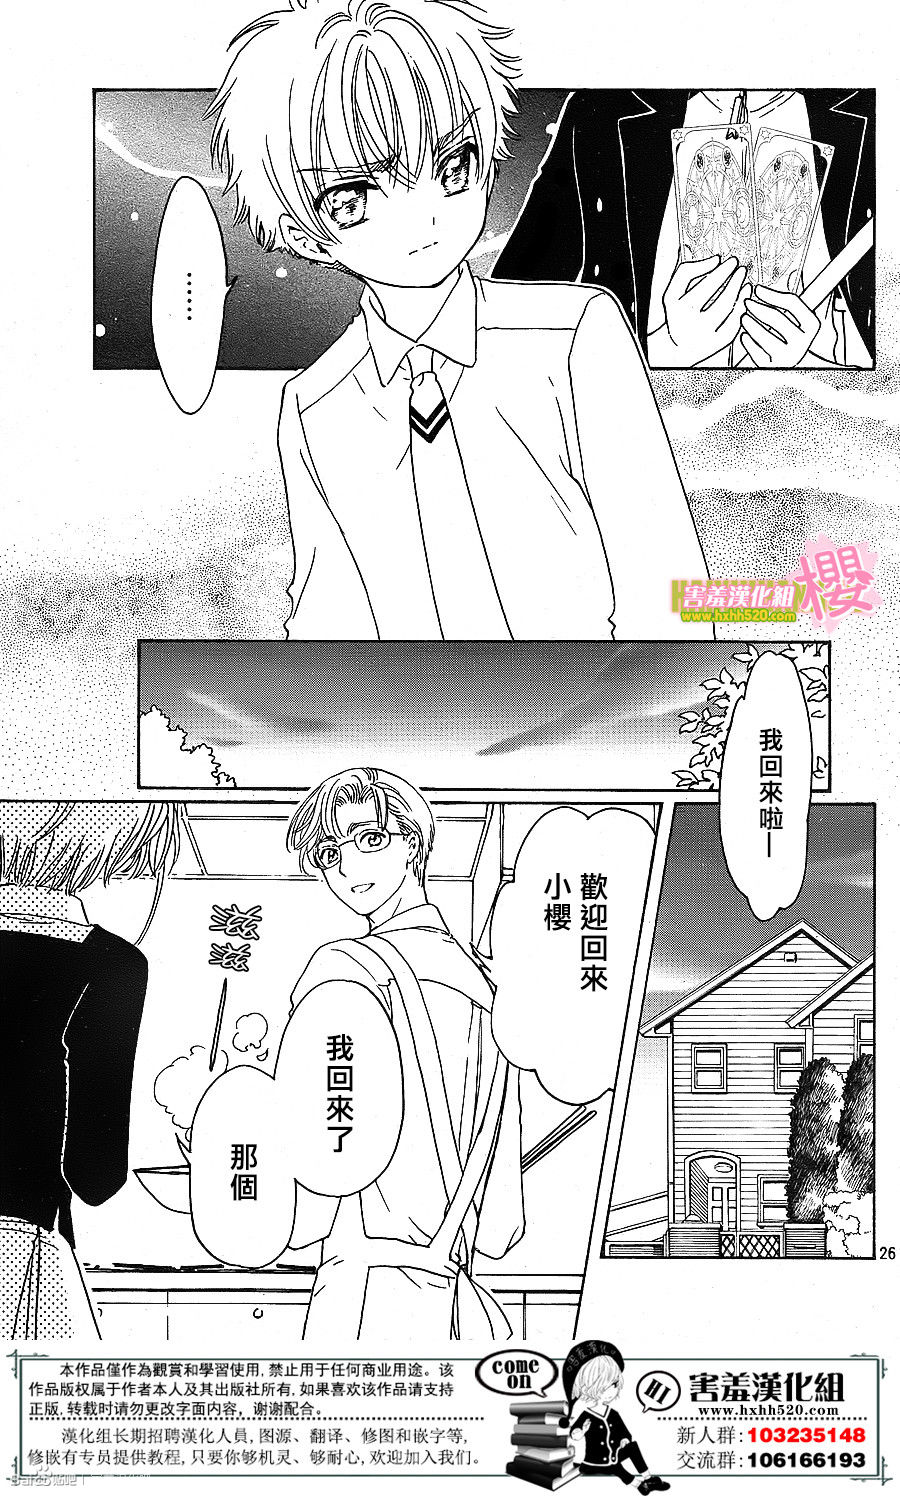 ………
害羞漢化組
www.hxhh520.com
櫻
我回來啦—
歡迎回來
小櫻
我回來了
那個
26
本作品僅作為觀賞和學習使用, 禁止用于任何商业用途。该
作品版权属于作者本人及其出版社所有, 如果喜欢该作品请支持
正版, 转载时请勿更改字面内容，谢谢配合。
漢化组长期招聘漢化人員, 图源、翻译、修图和嵌字等,
修嵌有专员提供教程, 只要你够机灵、够耐心, 欢迎加入我们。
come
on
HI
害羞漢化組
www.hxhh520.com
新人群: 103235148
交流群: 106166193